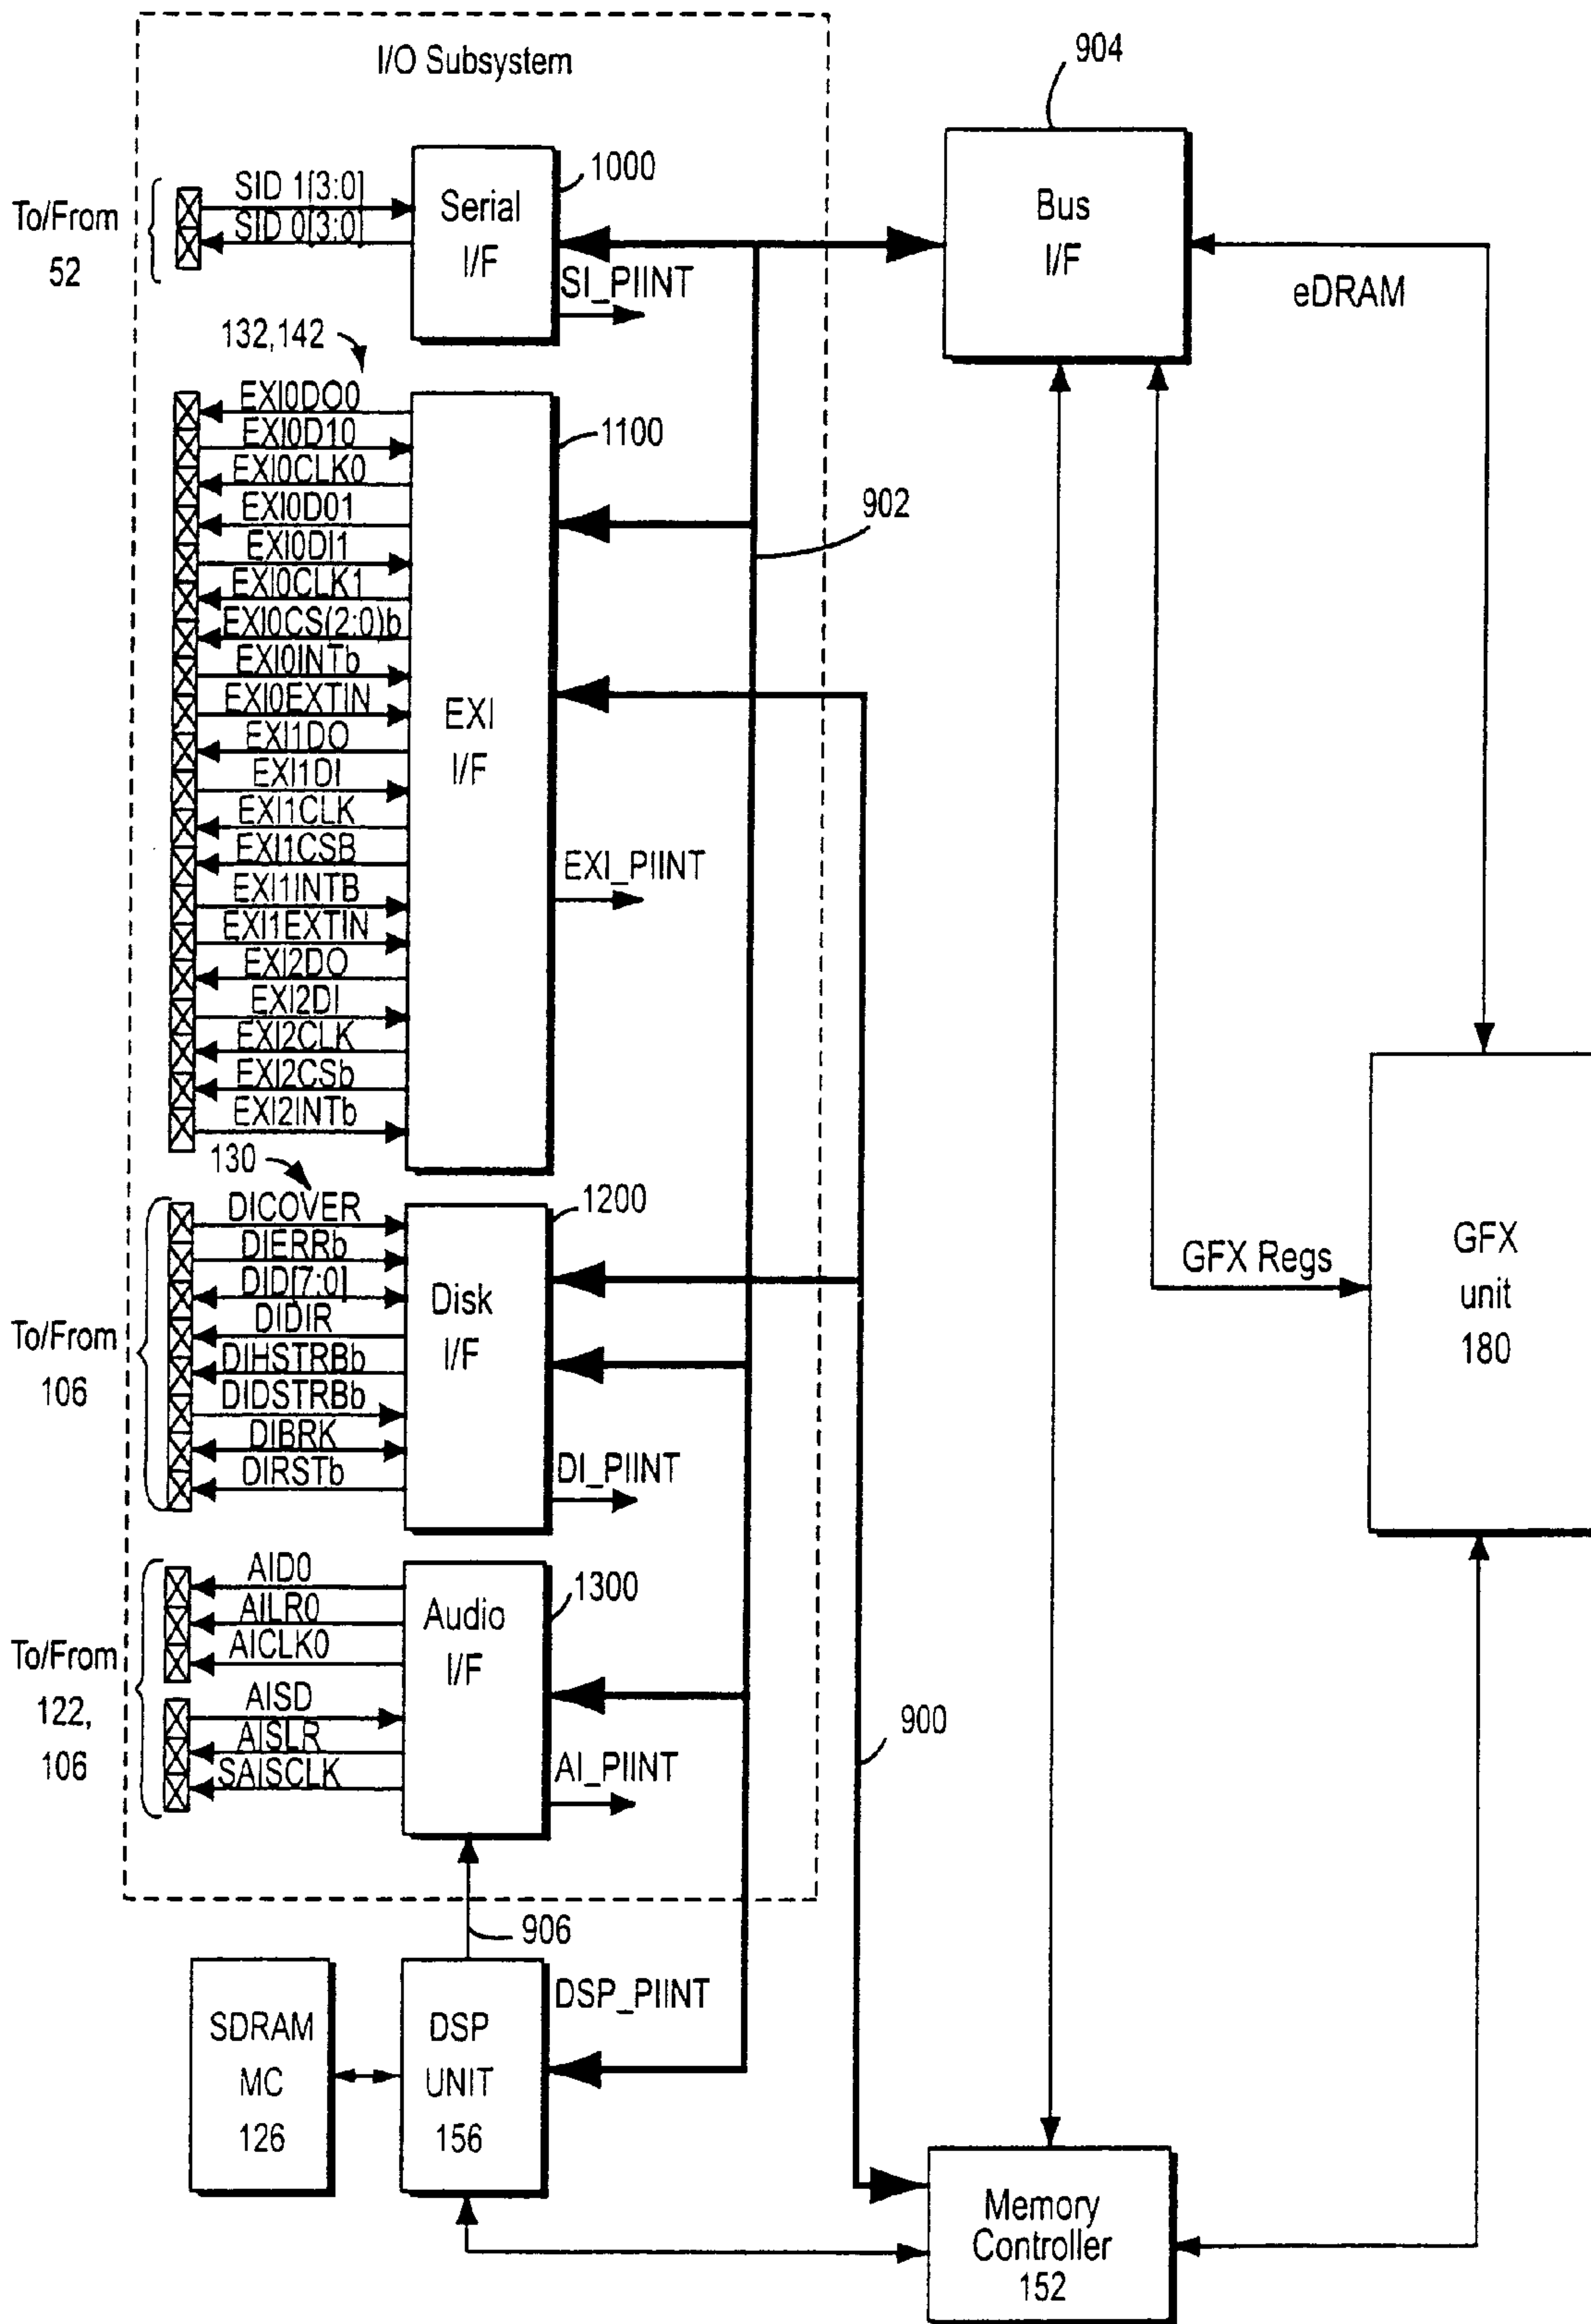 I/O Subsystem
904
1000
SID 1[3:0]
SID 0[3:0]
To/From
52
Serial
I/F
SI_PIINT
Bus
I/F
eDRAM
132,142
EXI0DO0
EXI0D10
EXI0CLK0
EXI0D01
EXI0DI1
EXI0CLK1
EXI0CS(2:0)b
EXI0INTb
EXI0EXTIN
EXI1DO
EXI1DI
EXI1CLK
EXI1CSB
EXI1INTB
EXI1EXTIN
EXI2DO
EXI2DI
EXI2CLK
EXI2CSb
EXI2INTb
1100
902
EXI
I/F
EXI_PIINT
130
DICOVER
DIERRb
DID[7:0]
DIDIR
DIHSTRBb
DIDSTRBb
DIBRK
DIRSTb
To/From
106
1200
Disk
I/F
DI_PIINT
GFX Regs
GFX
unit
180
AID0
AILR0
AICLK0
AISD
AISLR
SAISCLK
To/From
122,
106
1300
Audio
I/F
AI_PIINT
900
906
SDRAM
MC
126
DSP
UNIT
156
DSP_PIINT
Memory
Controller
152